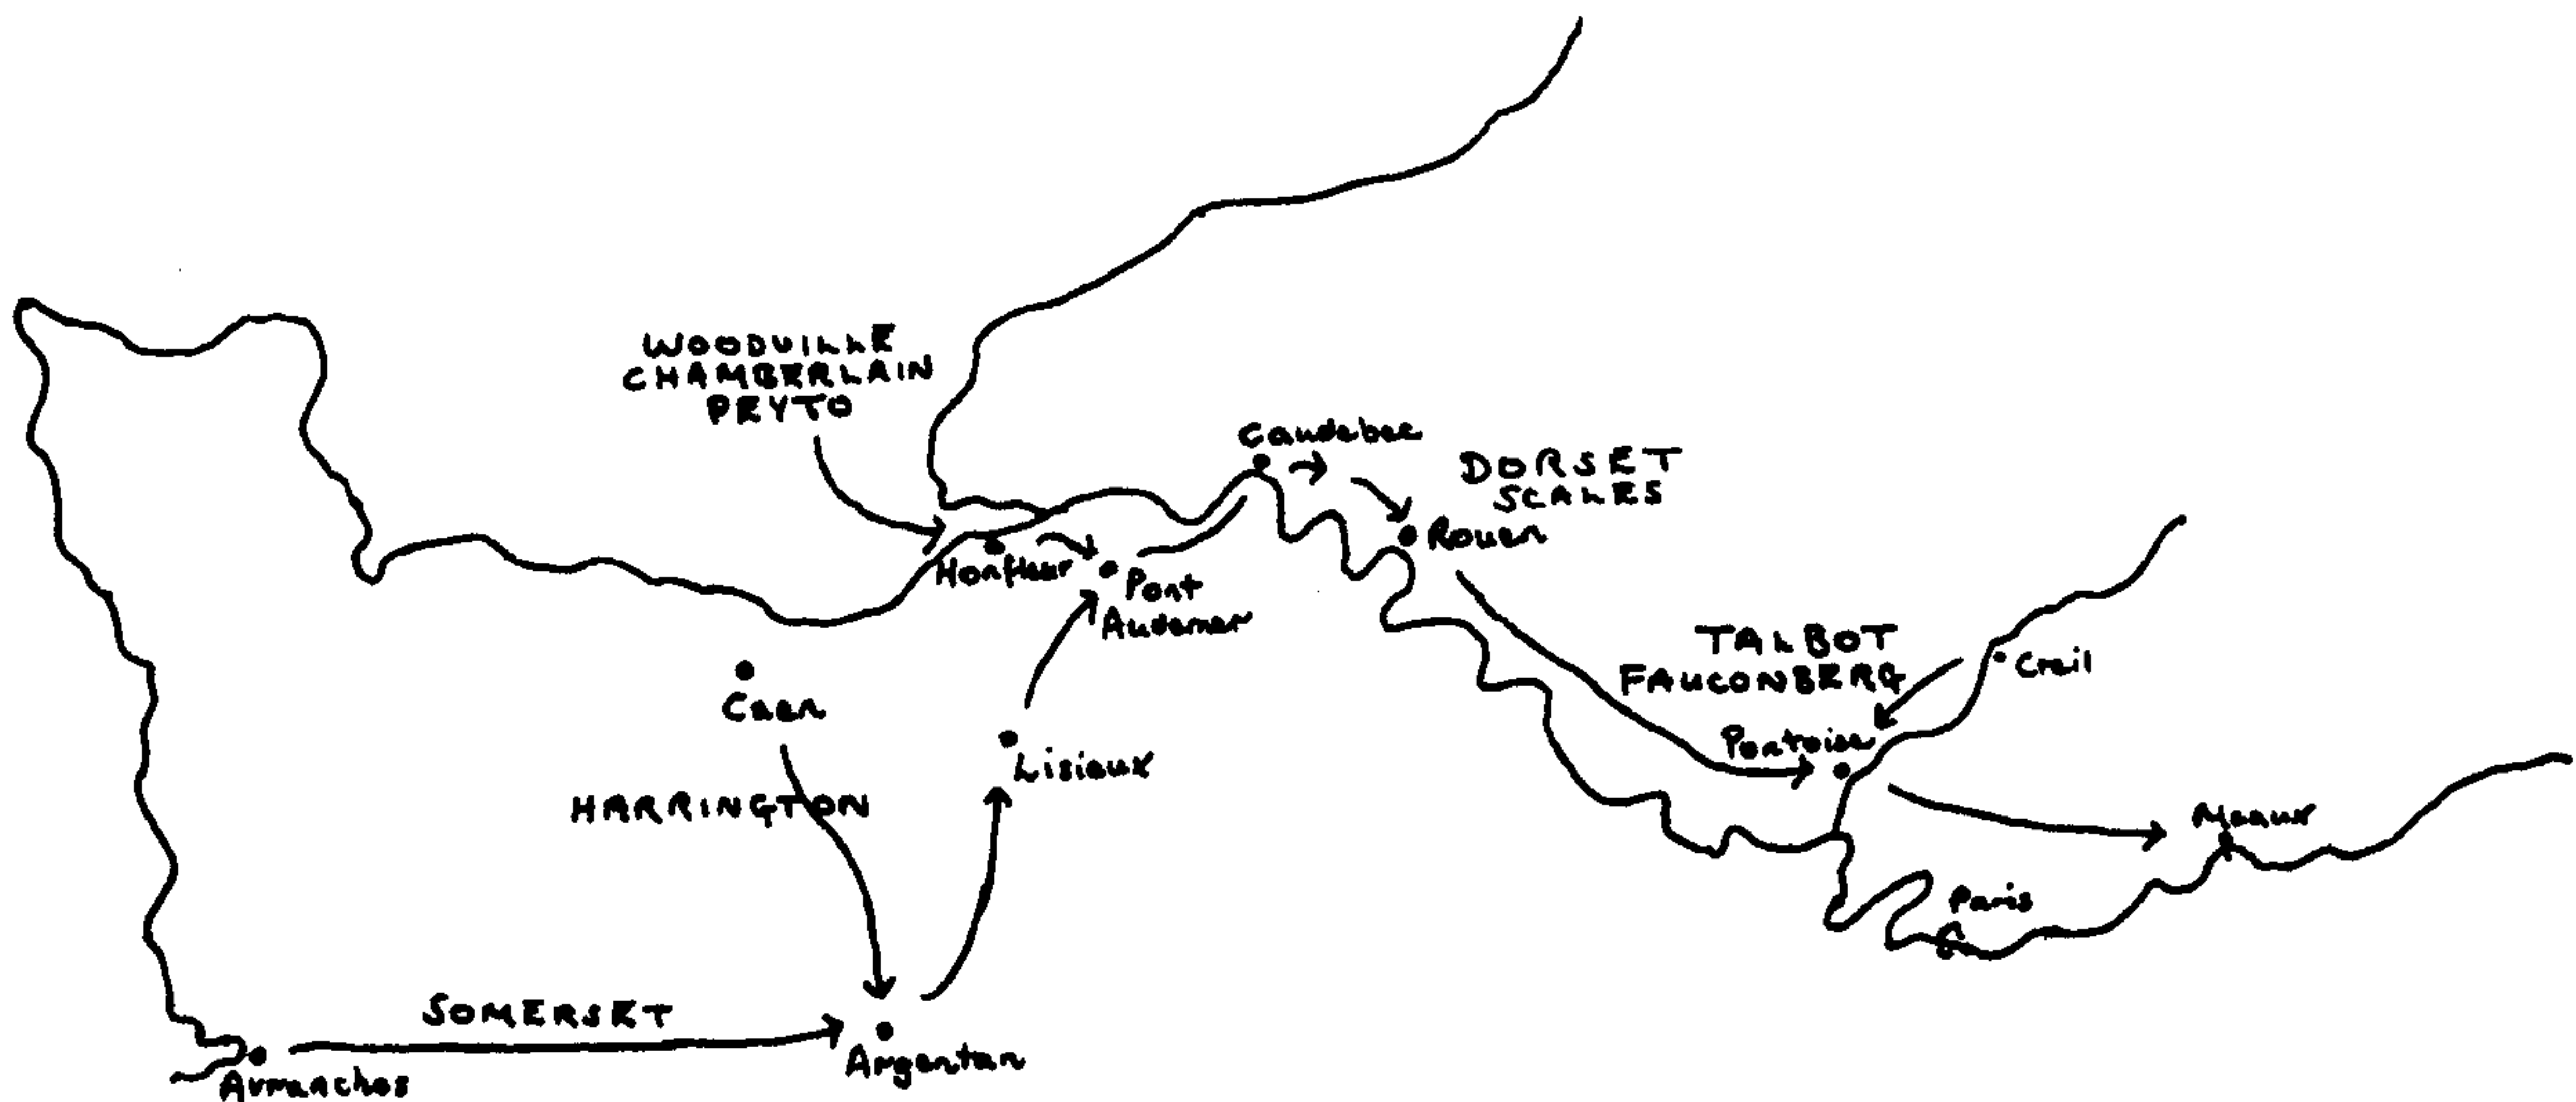 WOODVILLE
CHAMBERLAIN
PEYTO
Caudebec
DORSET
SCALES
Rouen
Honfleur
Pont
Audemer
TALBOT
FAUCONBERG
Creil
Caen
Pontoise
Lisieux
HARRINGTON
Meaux
Paris
SOMERSET
Argentan
Avranches